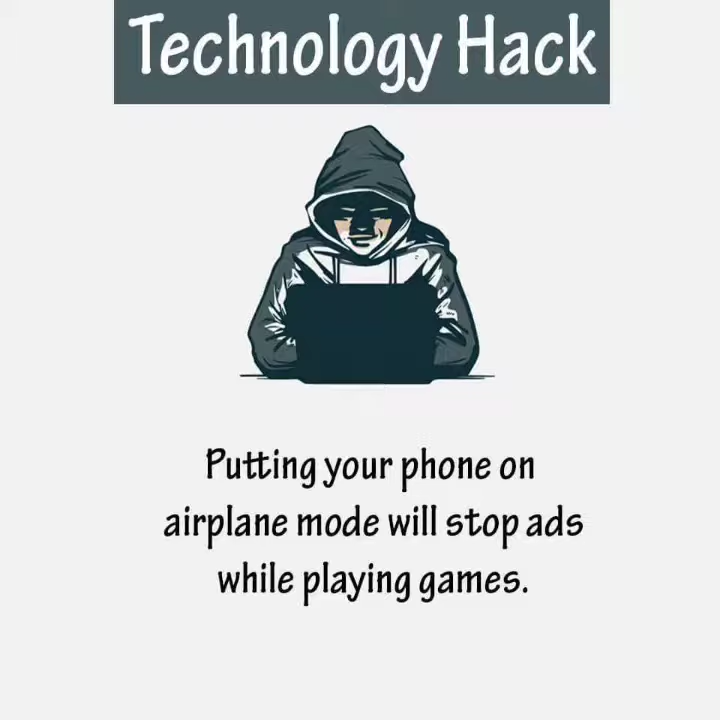 Technology Hack
Putting your phone on
airplane mode will stop ads
while playing games.